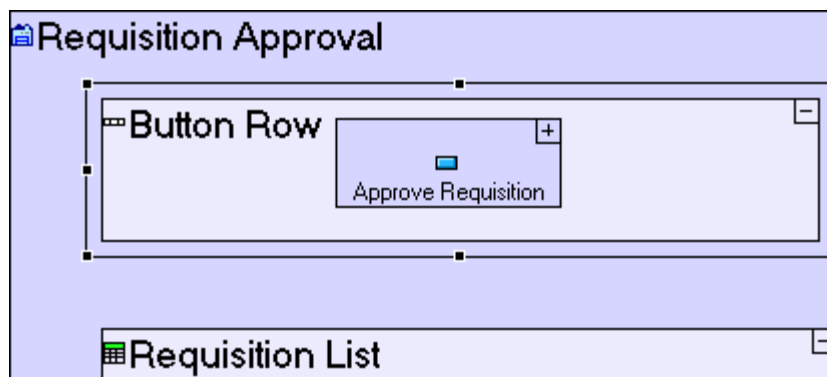 Requisition Approval
Button Row
Approve Requisition
Requisition List